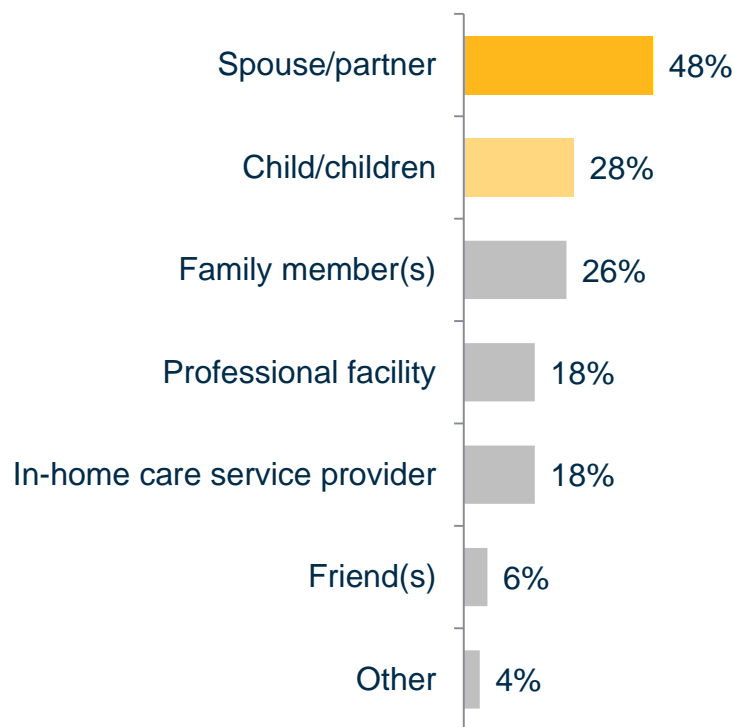 Spouse/partner 48%
Child/children 28%
Family member(s) 26%
Professional facility 18%
In-home care service provider 18%
Friend(s) 6%
Other 4%